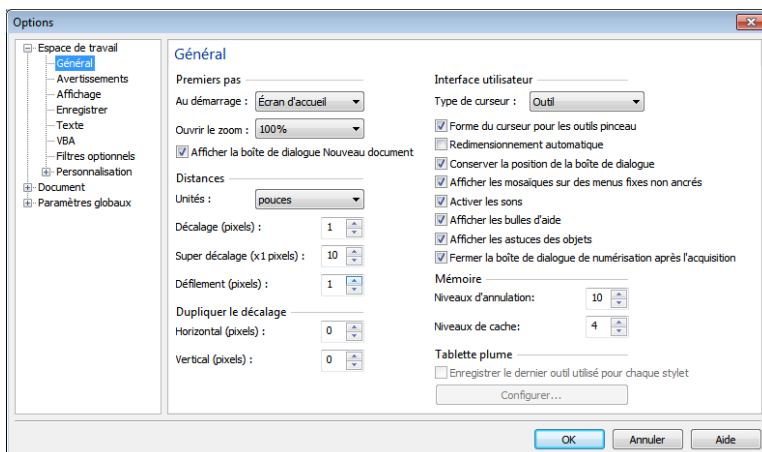 Options
Espace de travail
Général
Avertissements
Affichage
Enregistrer
Texte
VBA
Filtres optionnels
Personnalisation
Document
Paramètres globaux
Général
Premiers pas
Au démarrage :
Écran d'accueil
Ouvrir le zoom :
100%
Afficher la boîte de dialogue Nouveau document
Distances
Unités :
pouces
Décalage (pixels) :
1
Super décalage (x1 pixels) :
10
Défilement (pixels) :
1
Dupliquer le décalage
Horizontal (pixels) :
0
Vertical (pixels) :
0
Interface utilisateur
Type de curseur :
Outil
Forme du curseur pour les outils pinceau
Redimensionnement automatique
Conserver la position de la boîte de dialogue
Afficher les mosaïques sur des menus fixes non ancrés
Activer les sons
Afficher les bulles d'aide
Afficher les astuces des objets
Fermer la boîte de dialogue de numérisation après l'acquisition
Mémoire
Niveaux d'annulation:
10
Niveaux de cache:
4
Tablette plume
Enregistrer le dernier outil utilisé pour chaque stylet
Configurer...
OK
Annuler
Aide